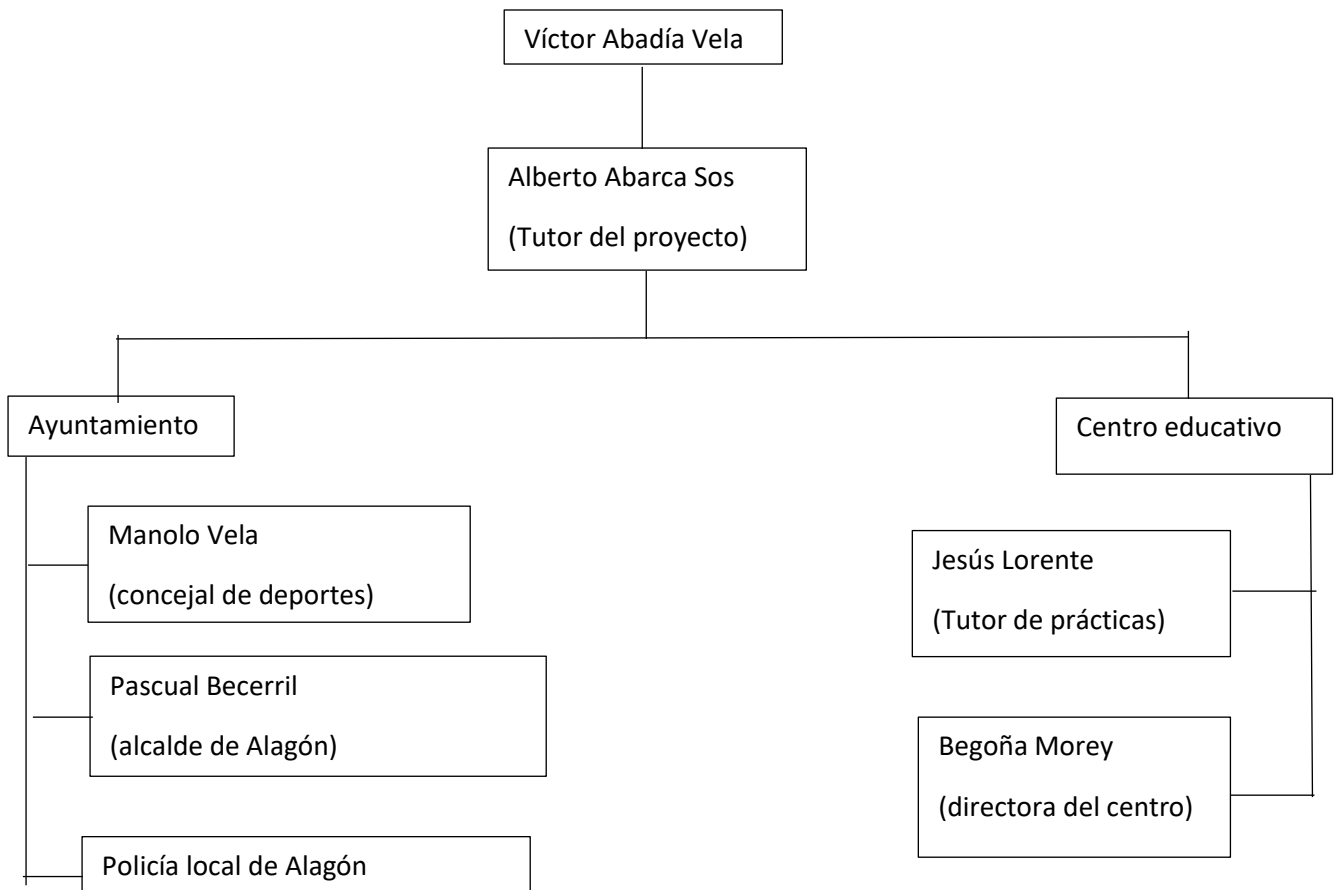 Víctor Abadía Vela
Alberto Abarca Sos
(Tutor del proyecto)
Ayuntamiento
Centro educativo
Manolo Vela
(concejal de deportes)
Jesús Lorente
(Tutor de prácticas)
Pascual Becerril
(alcalde de Alagón)
Begoña Morey
(directora del centro)
Policía local de Alagón